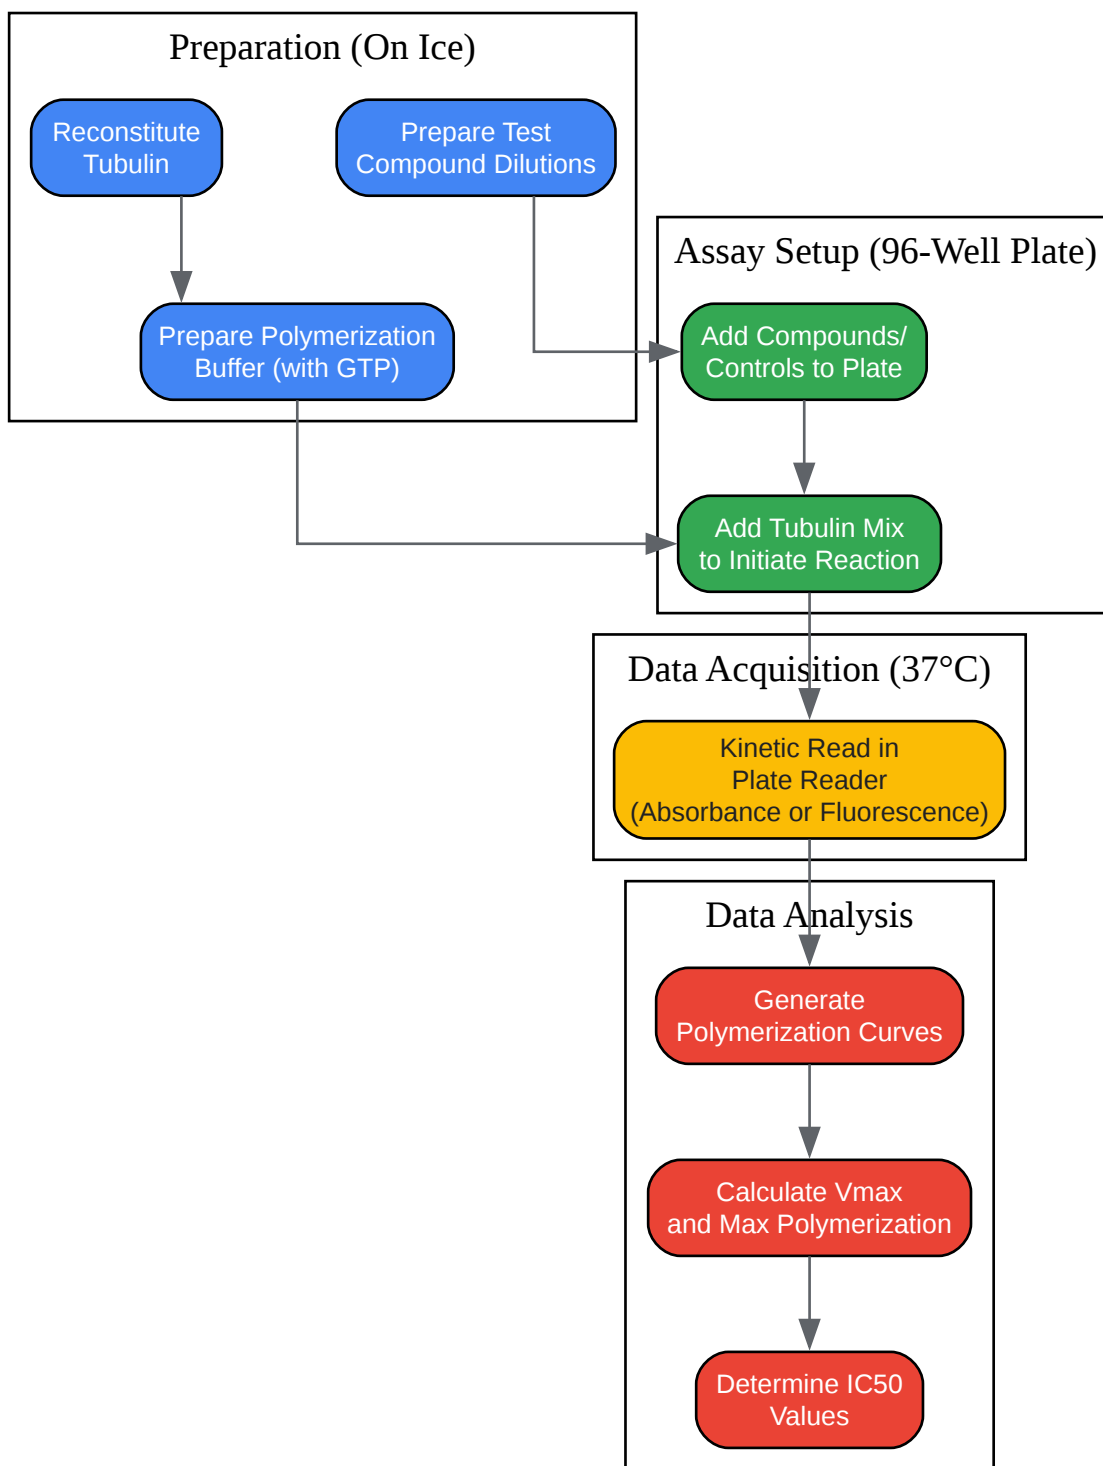 Preparation (On Ice)
Reconstitute
Tubulin
Prepare Test
Compound Dilutions
Prepare Polymerization
Buffer (with GTP)
Assay Setup (96-Well Plate)
Add Compounds/
Controls to Plate
Add Tubulin Mix
to Initiate Reaction
Data Acquisition (37°C)
Kinetic Read in
Plate Reader
(Absorbance or Fluorescence)
Data Analysis
Generate
Polymerization Curves
Calculate Vmax
and Max Polymerization
Determine IC50
Values